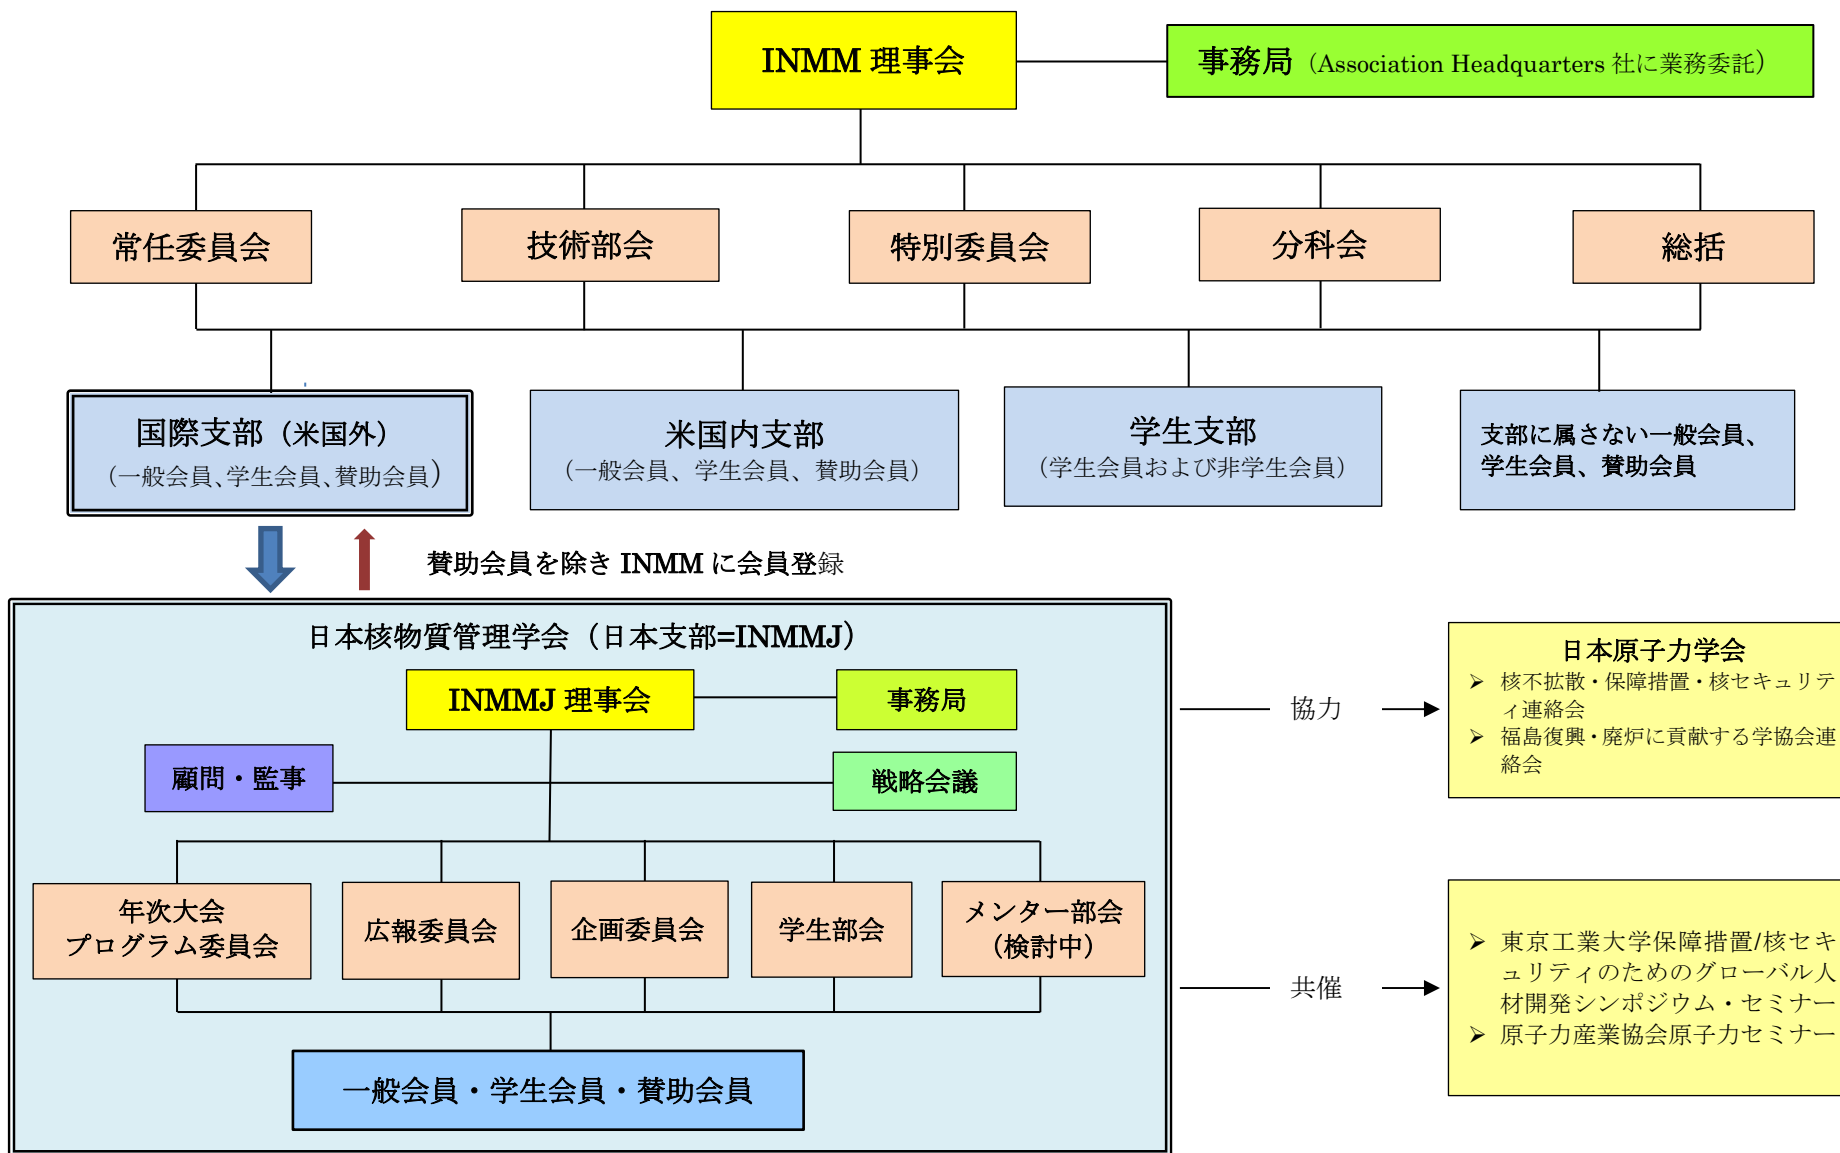 INMM 理事会
事務局（Association Headquarters 社に業務委託）
常任委員会
技術部会
特別委員会
分科会
総括
国際支部（米国外）
（一般会員、学生会員、賛助会員）
米国内支部
（一般会員、学生会員、賛助会員）
学生支部
（学生会員および非学生会員）
支部に属さない一般会員、
学生会員、賛助会員
賛助会員を除き INMM に会員登録
日本核物質管理学会（日本支部=INMMJ）
INMMJ 理事会
事務局
顧問・監事
戦略会議
年次大会
プログラム委員会
広報委員会
企画委員会
学生部会
メンター部会
（検討中）
一般会員・学生会員・賛助会員
協力
日本原子力学会
➢ 核不拡散・保障措置・核セキュリテ
ィ連絡会
➢ 福島復興・廃炉に貢献する学協会連
絡会
共催
➢ 東京工業大学保障措置/核セキ
ュリティのためのグローバル人
材開発シンポジウム・セミナー
➢ 原子力産業協会原子力セミナー